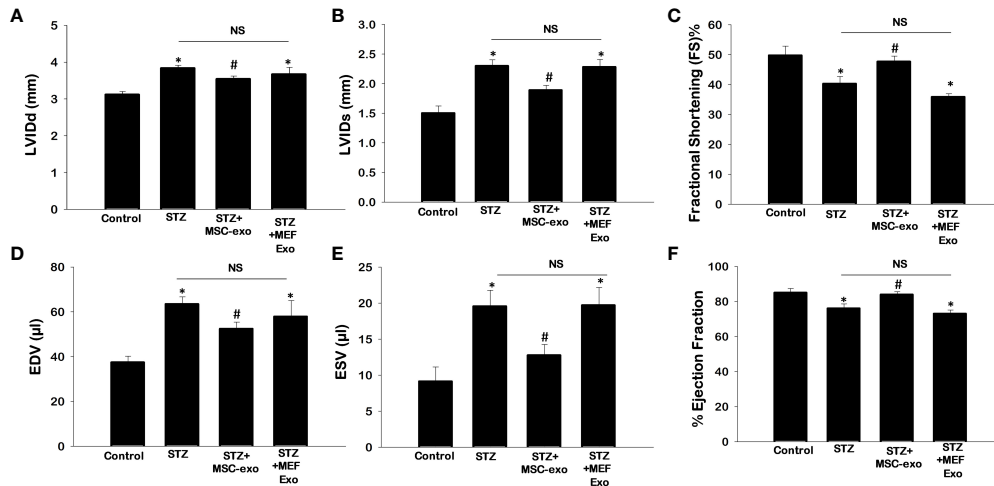 A
LVIDd (mm)
5
4
3
2
1
0
NS
*
#
*
Control
STZ
STZ+
MSC-exo
STZ
+MEF
Exo
B
LVIDs (mm)
3.0
2.5
2.0
1.5
1.0
0.5
0.0
NS
*
#
*
Control
STZ
STZ+
MSC-exo
STZ
+MEF
Exo
C
Fractional Shortening (FS)%
60
50
40
30
20
10
0
NS
*
#
*
Control
STZ
STZ+
MSC-exo
STZ
+MEF
Exo
D
EDV (µl)
80
60
40
20
0
NS
*
#
*
Control
STZ
STZ+
MSC-exo
STZ
+MEF
Exo
E
ESV (µl)
25
20
15
10
5
0
NS
*
#
*
Control
STZ
STZ+
MSC-exo
STZ
+MEF
Exo
F
% Ejection Fraction
100
80
60
40
20
0
NS
*
#
*
Control
STZ
STZ+
MSC-exo
STZ
+MEF
Exo